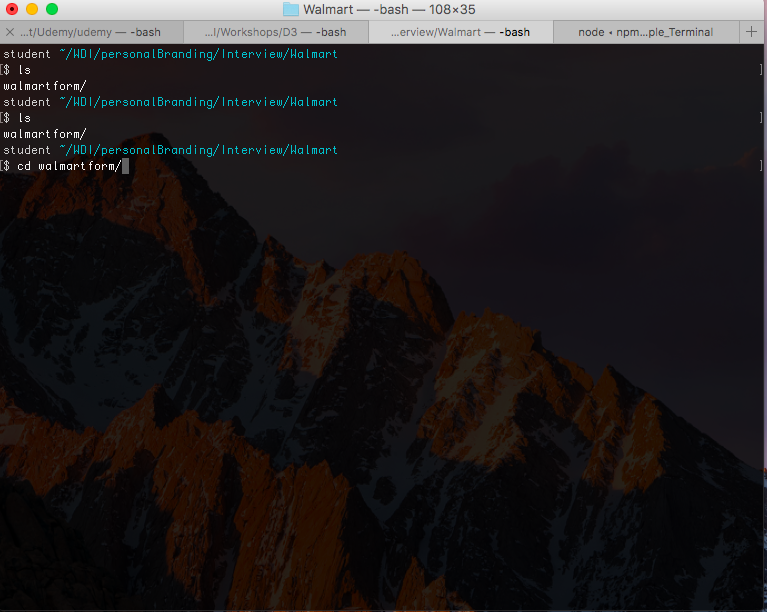 Walmart — -bash — 108×35
...t/Udemy/udemy — -bash
...l/Workshops/D3 — -bash
...erview/Walmart — -bash
node ◂ npm...ple_Terminal
student ~/WDI/personalBranding/Interview/Walmart
[$ ls ]
walmartform/
student ~/WDI/personalBranding/Interview/Walmart
[$ ls ]
walmartform/
student ~/WDI/personalBranding/Interview/Walmart
[$ cd walmartform/ ]